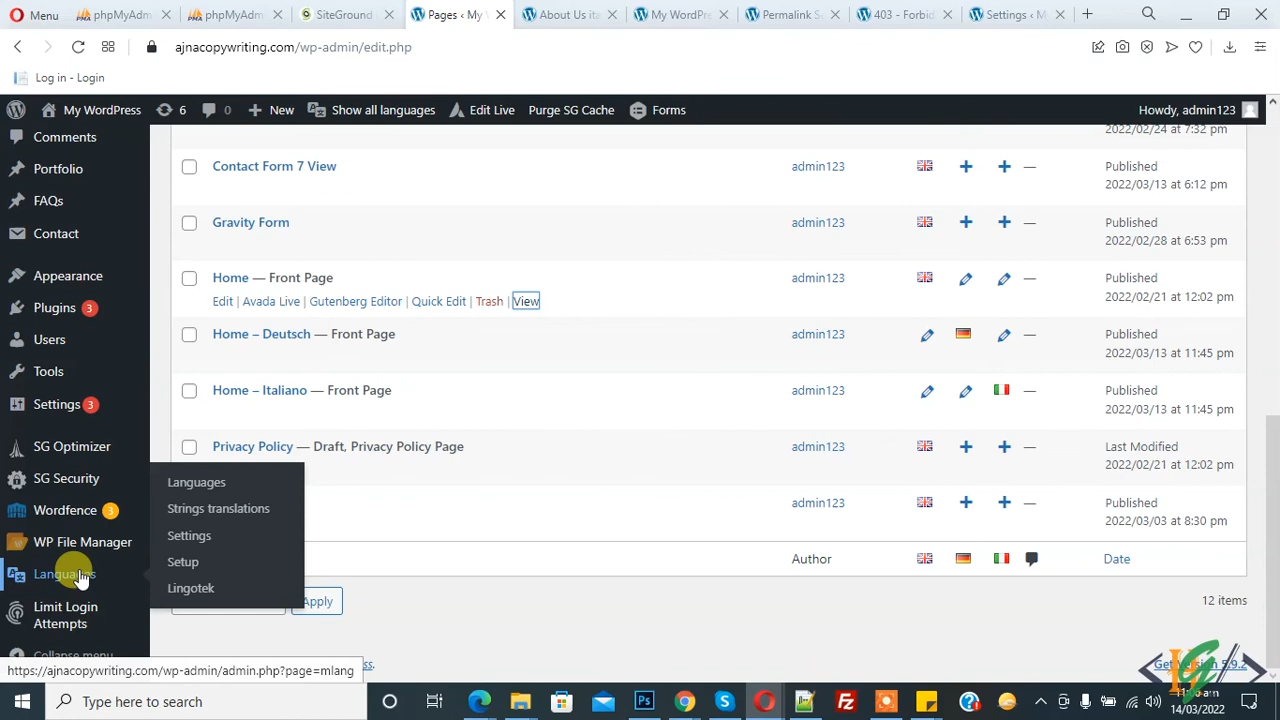 Menu
phpMyAdm
phpMyAdm
SiteGround
Pages ‹ My
About Us ita
My WordPre
Permalink S
403 - Forbid
Settings ‹ M
ajnacopywriting.com/wp-admin/edit.php
Log in - Login
My WordPress
6
0
New
Show all languages
Edit Live
Purge SG Cache
Forms
Howdy, admin123
Comments
Portfolio
FAQs
Contact
Appearance
Plugins 3
Users
Tools
Settings 3
SG Optimizer
SG Security
Wordfence 3
WP File Manager
Languages
Limit Login
Attempts
Collapse menu
Languages
Strings translations
Settings
Setup
Lingotek
2022/02/24 at 7:32 pm
Contact Form 7 View
admin123
—
Published
2022/03/13 at 6:12 pm
Gravity Form
admin123
—
Published
2022/02/28 at 6:53 pm
Home — Front Page
Edit | Avada Live | Gutenberg Editor | Quick Edit | Trash | View
admin123
—
Published
2022/02/21 at 12:02 pm
Home – Deutsch — Front Page
admin123
—
Published
2022/03/13 at 11:45 pm
Home – Italiano — Front Page
admin123
—
Published
2022/03/13 at 11:45 pm
Privacy Policy — Draft, Privacy Policy Page
admin123
—
Last Modified
2022/02/21 at 12:02 pm
admin123
—
Published
2022/03/03 at 8:30 pm
Author
Date
Apply
12 items
https://ajnacopywriting.com/wp-admin/admin.php?page=mlang
Type here to search
14/03/2022